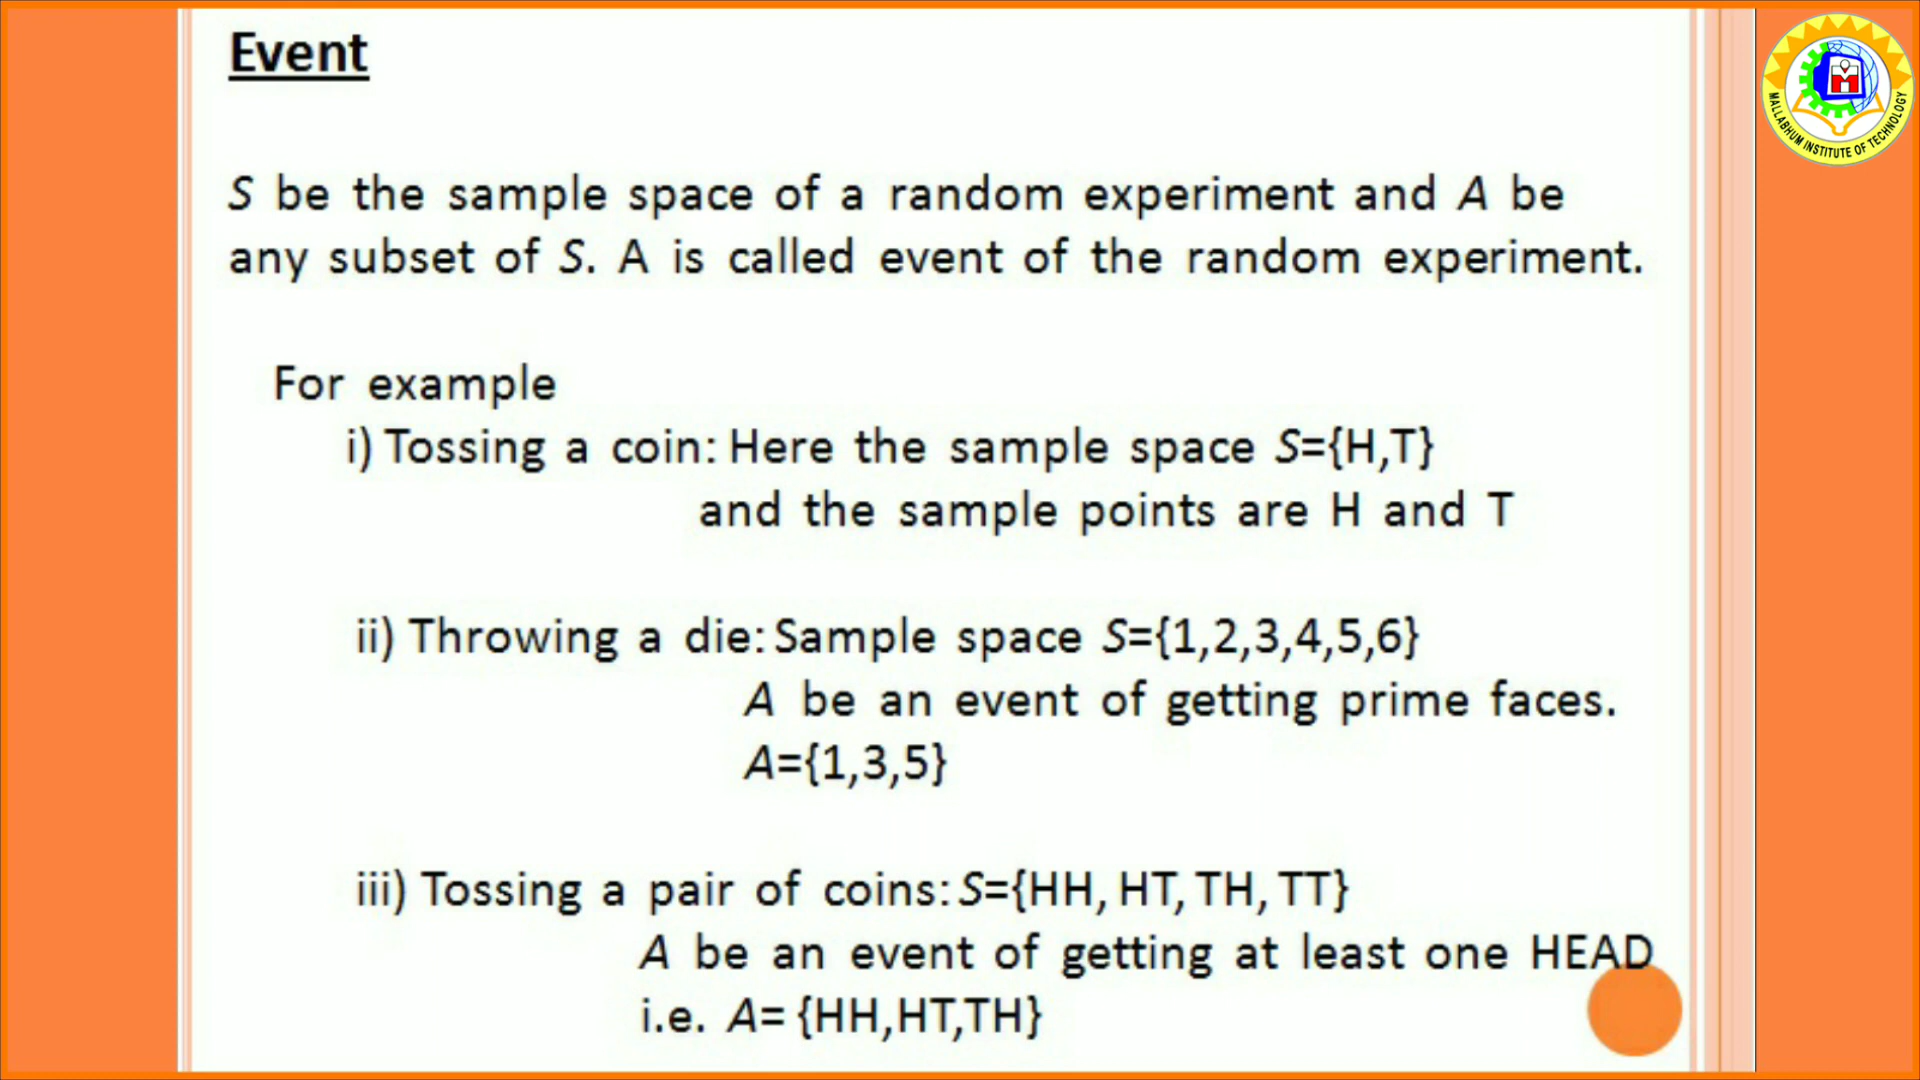 Event
S be the sample space of a random experiment and A be
any subset of S. A is called event of the random experiment.
For example
i) Tossing a coin: Here the sample space S={H,T}
and the sample points are H and T
ii) Throwing a die: Sample space S={1,2,3,4,5,6}
A be an event of getting prime faces.
A={1,3,5}
iii) Tossing a pair of coins: S={HH, HT, TH, TT}
A be an event of getting at least one HEAD
i.e. A= {HH,HT,TH}
MALLABHUM INSTITUTE OF TECHNOLOGY
M